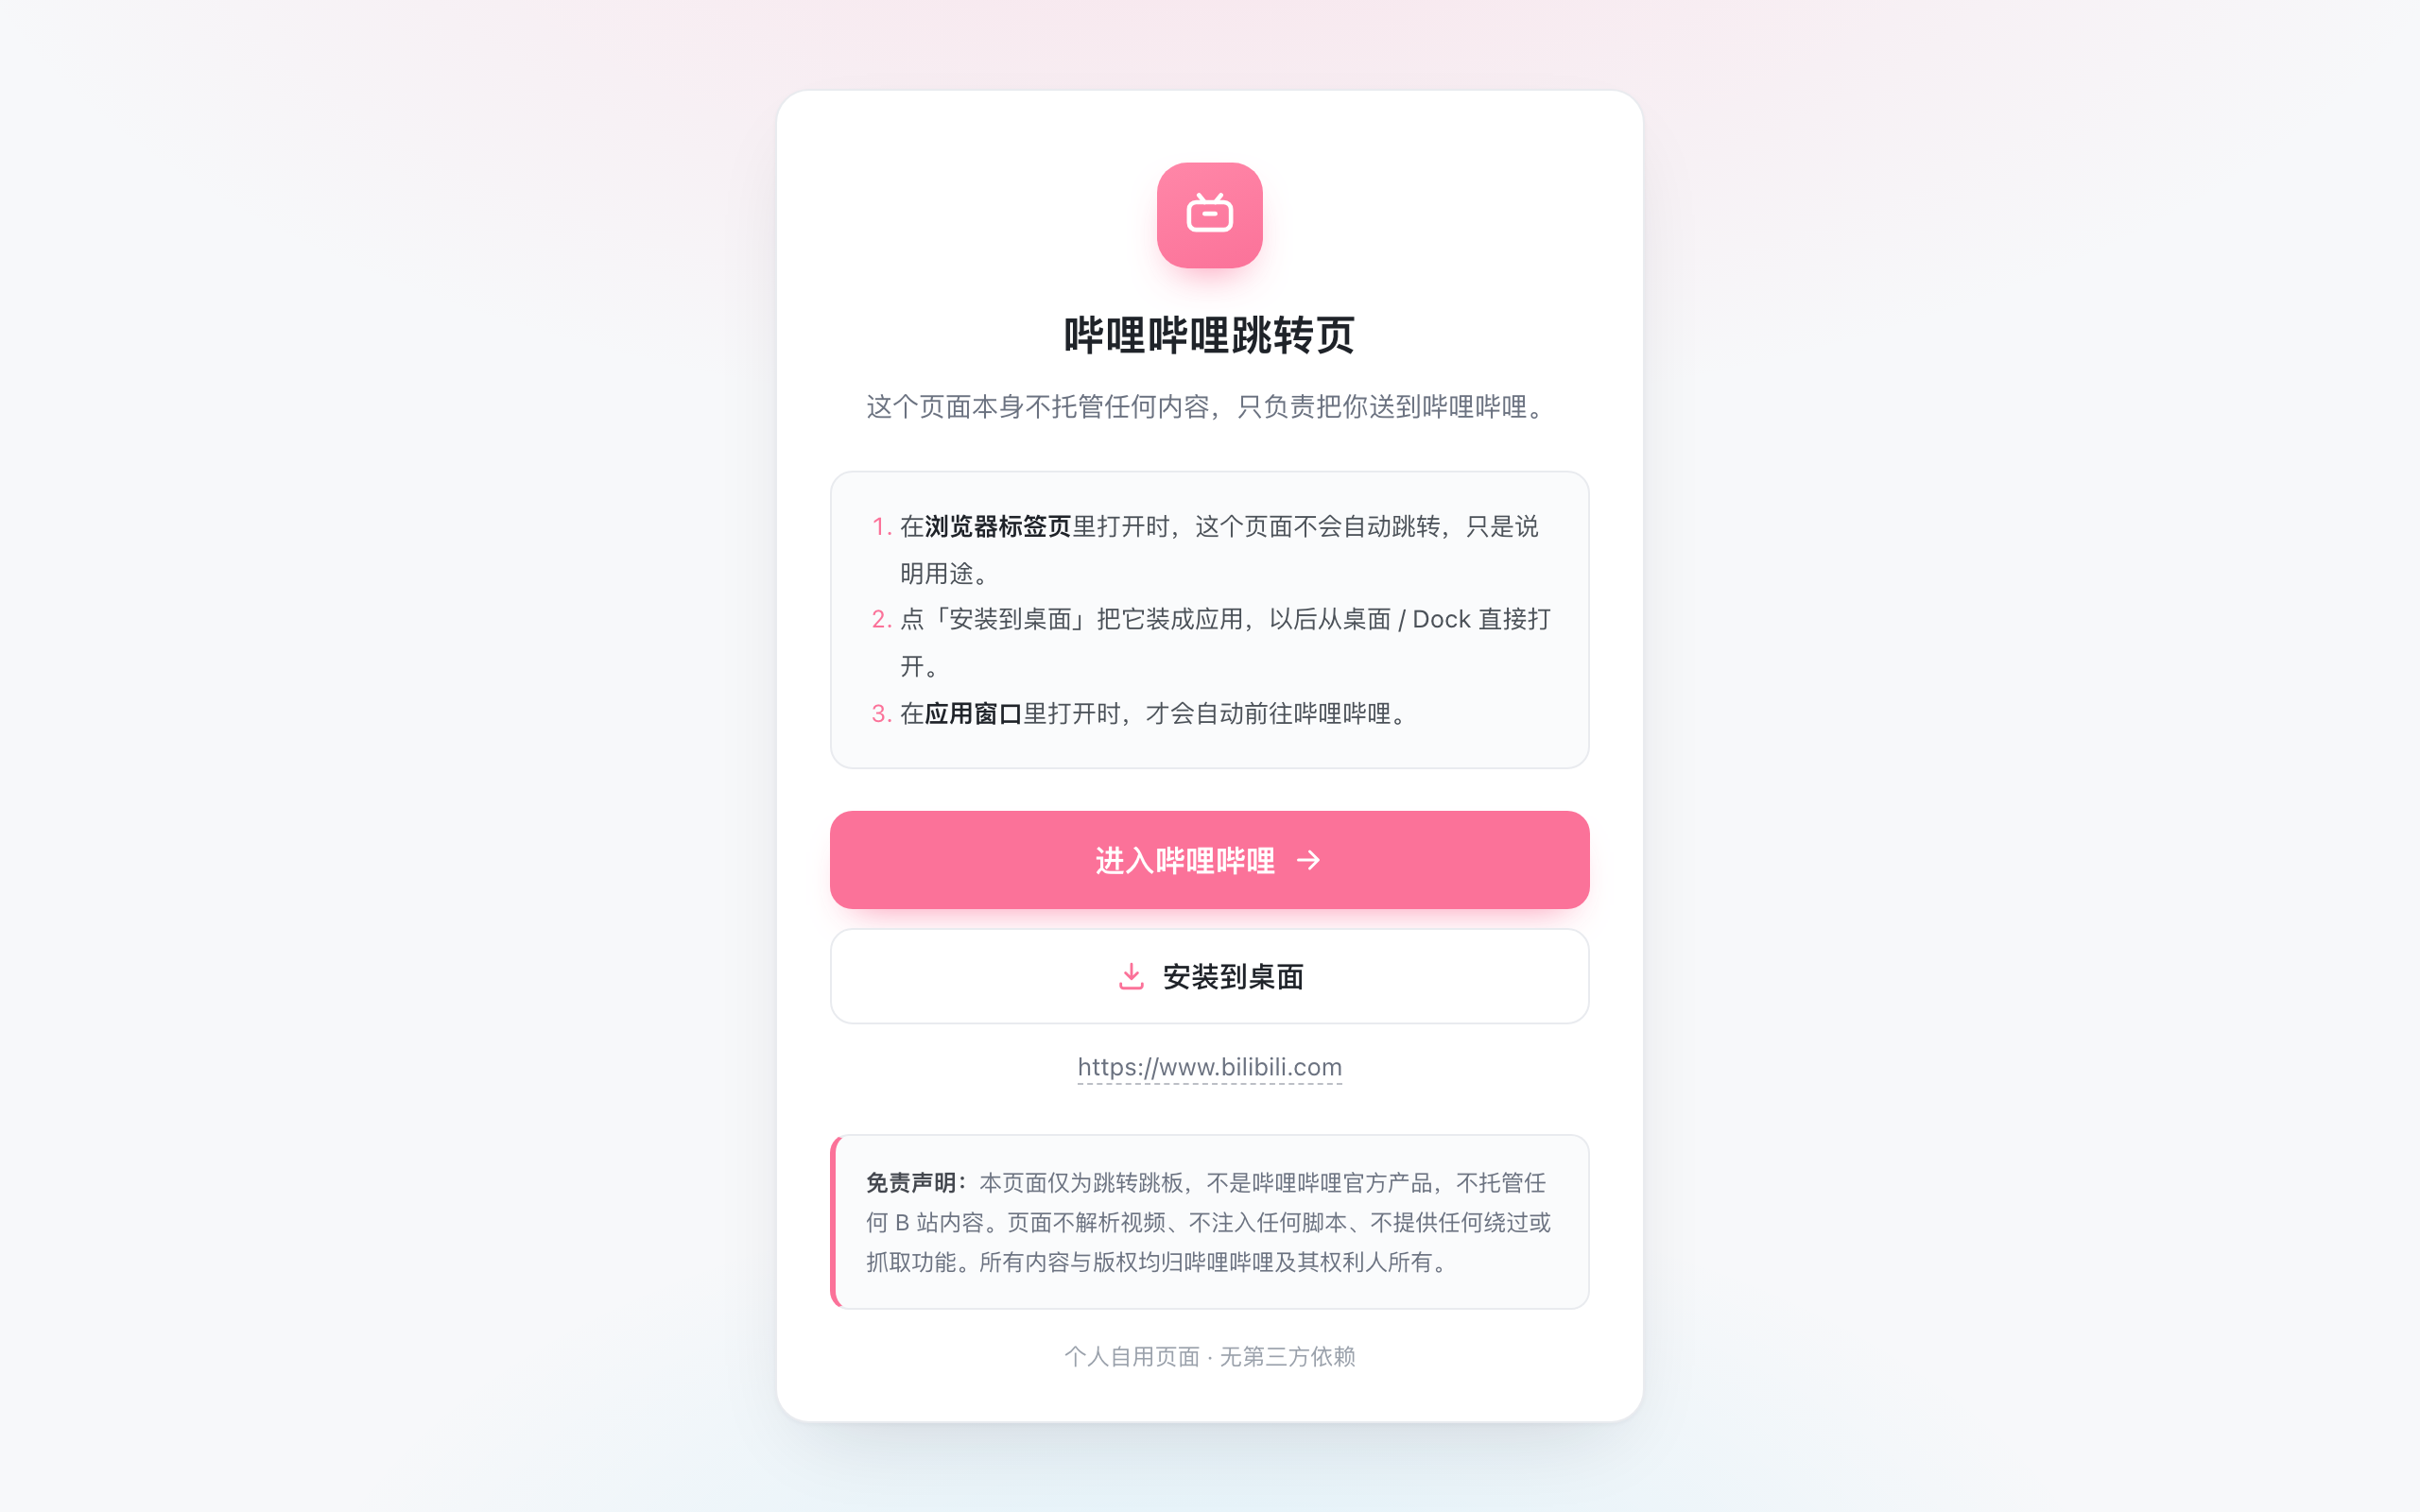 哔哩哔哩跳转页
这个页面本身不托管任何内容，只负责把你送到哔哩哔哩。
1. 在浏览器标签页里打开时，这个页面不会自动跳转，只是说
明用途。
2. 点「安装到桌面」把它装成应用，以后从桌面 / Dock 直接打
开。
3. 在应用窗口里打开时，才会自动前往哔哩哔哩。
进入哔哩哔哩 →
安装到桌面
https://www.bilibili.com
免责声明：本页面仅为跳转跳板，不是哔哩哔哩官方产品，不托管任
何 B 站内容。页面不解析视频、不注入任何脚本、不提供任何绕过或
抓取功能。所有内容与版权均归哔哩哔哩及其权利人所有。
个人自用页面 · 无第三方依赖